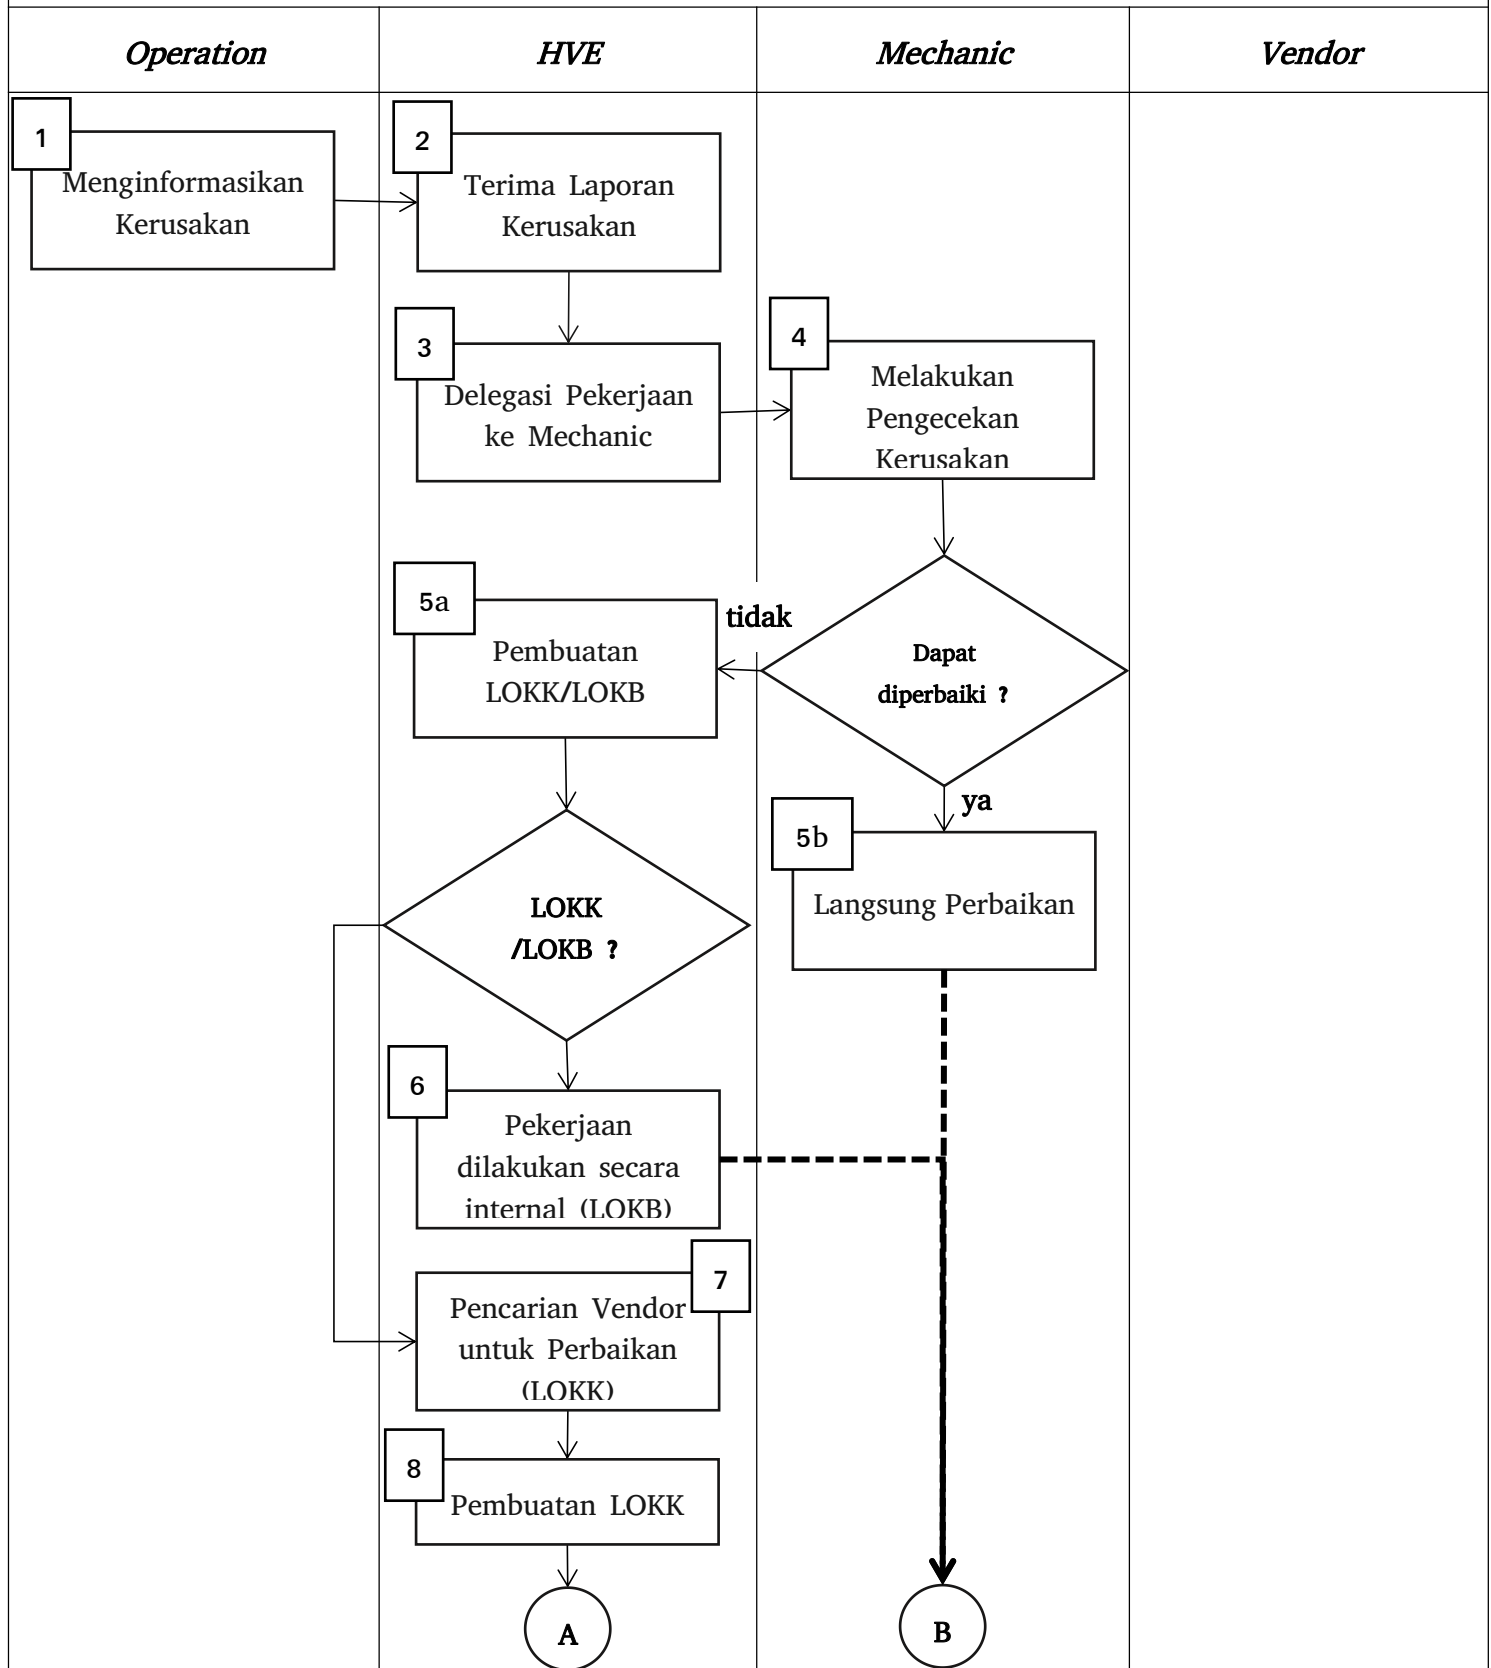 Operation
HVE
Mechanic
Vendor
1
Menginformasikan
Kerusakan
2
Terima Laporan
Kerusakan
3
Delegasi Pekerjaan
ke Mechanic
4
Melakukan
Pengecekan
Kerusakan
5a
Pembuatan
LOKK/LOKB
tidak
Dapat
diperbaiki ?
ya
5b
Langsung Perbaikan
LOKK
/LOKB ?
6
Pekerjaan
dilakukan secara
internal (LOKB)
7
Pencarian Vendor
untuk Perbaikan
(LOKK)
8
Pembuatan LOKK
A
B